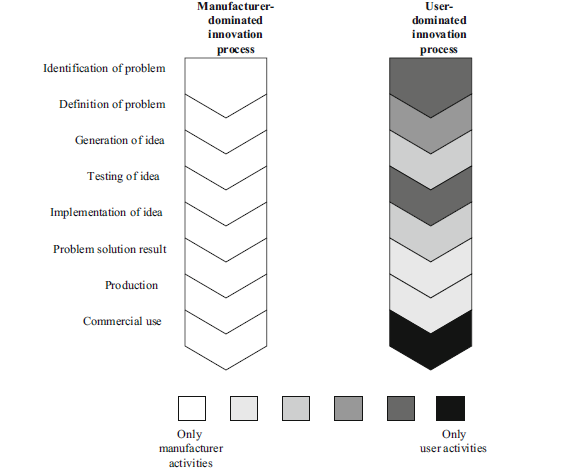 Manufacturer-
dominated
innovation
process
User-
dominated
innovation
process
Identification of problem
Definition of problem
Generation of idea
Testing of idea
Implementation of idea
Problem solution result
Production
Commercial use
Only
manufacturer
activities
Only
user activities